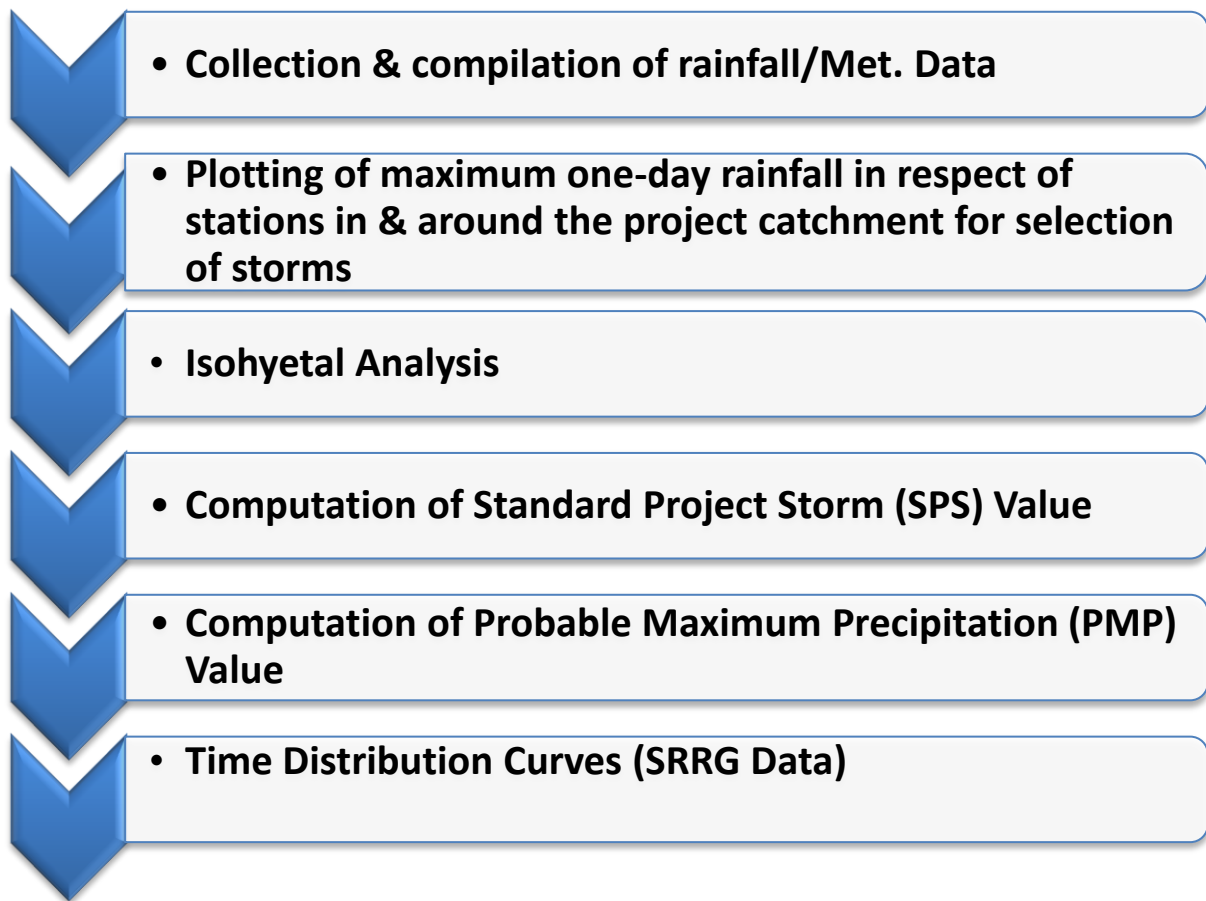 • Collection & compilation of rainfall/Met. Data
• Plotting of maximum one-day rainfall in respect of
stations in & around the project catchment for selection
of storms
• Isohyetal Analysis
• Computation of Standard Project Storm (SPS) Value
• Computation of Probable Maximum Precipitation (PMP)
Value
• Time Distribution Curves (SRRG Data)